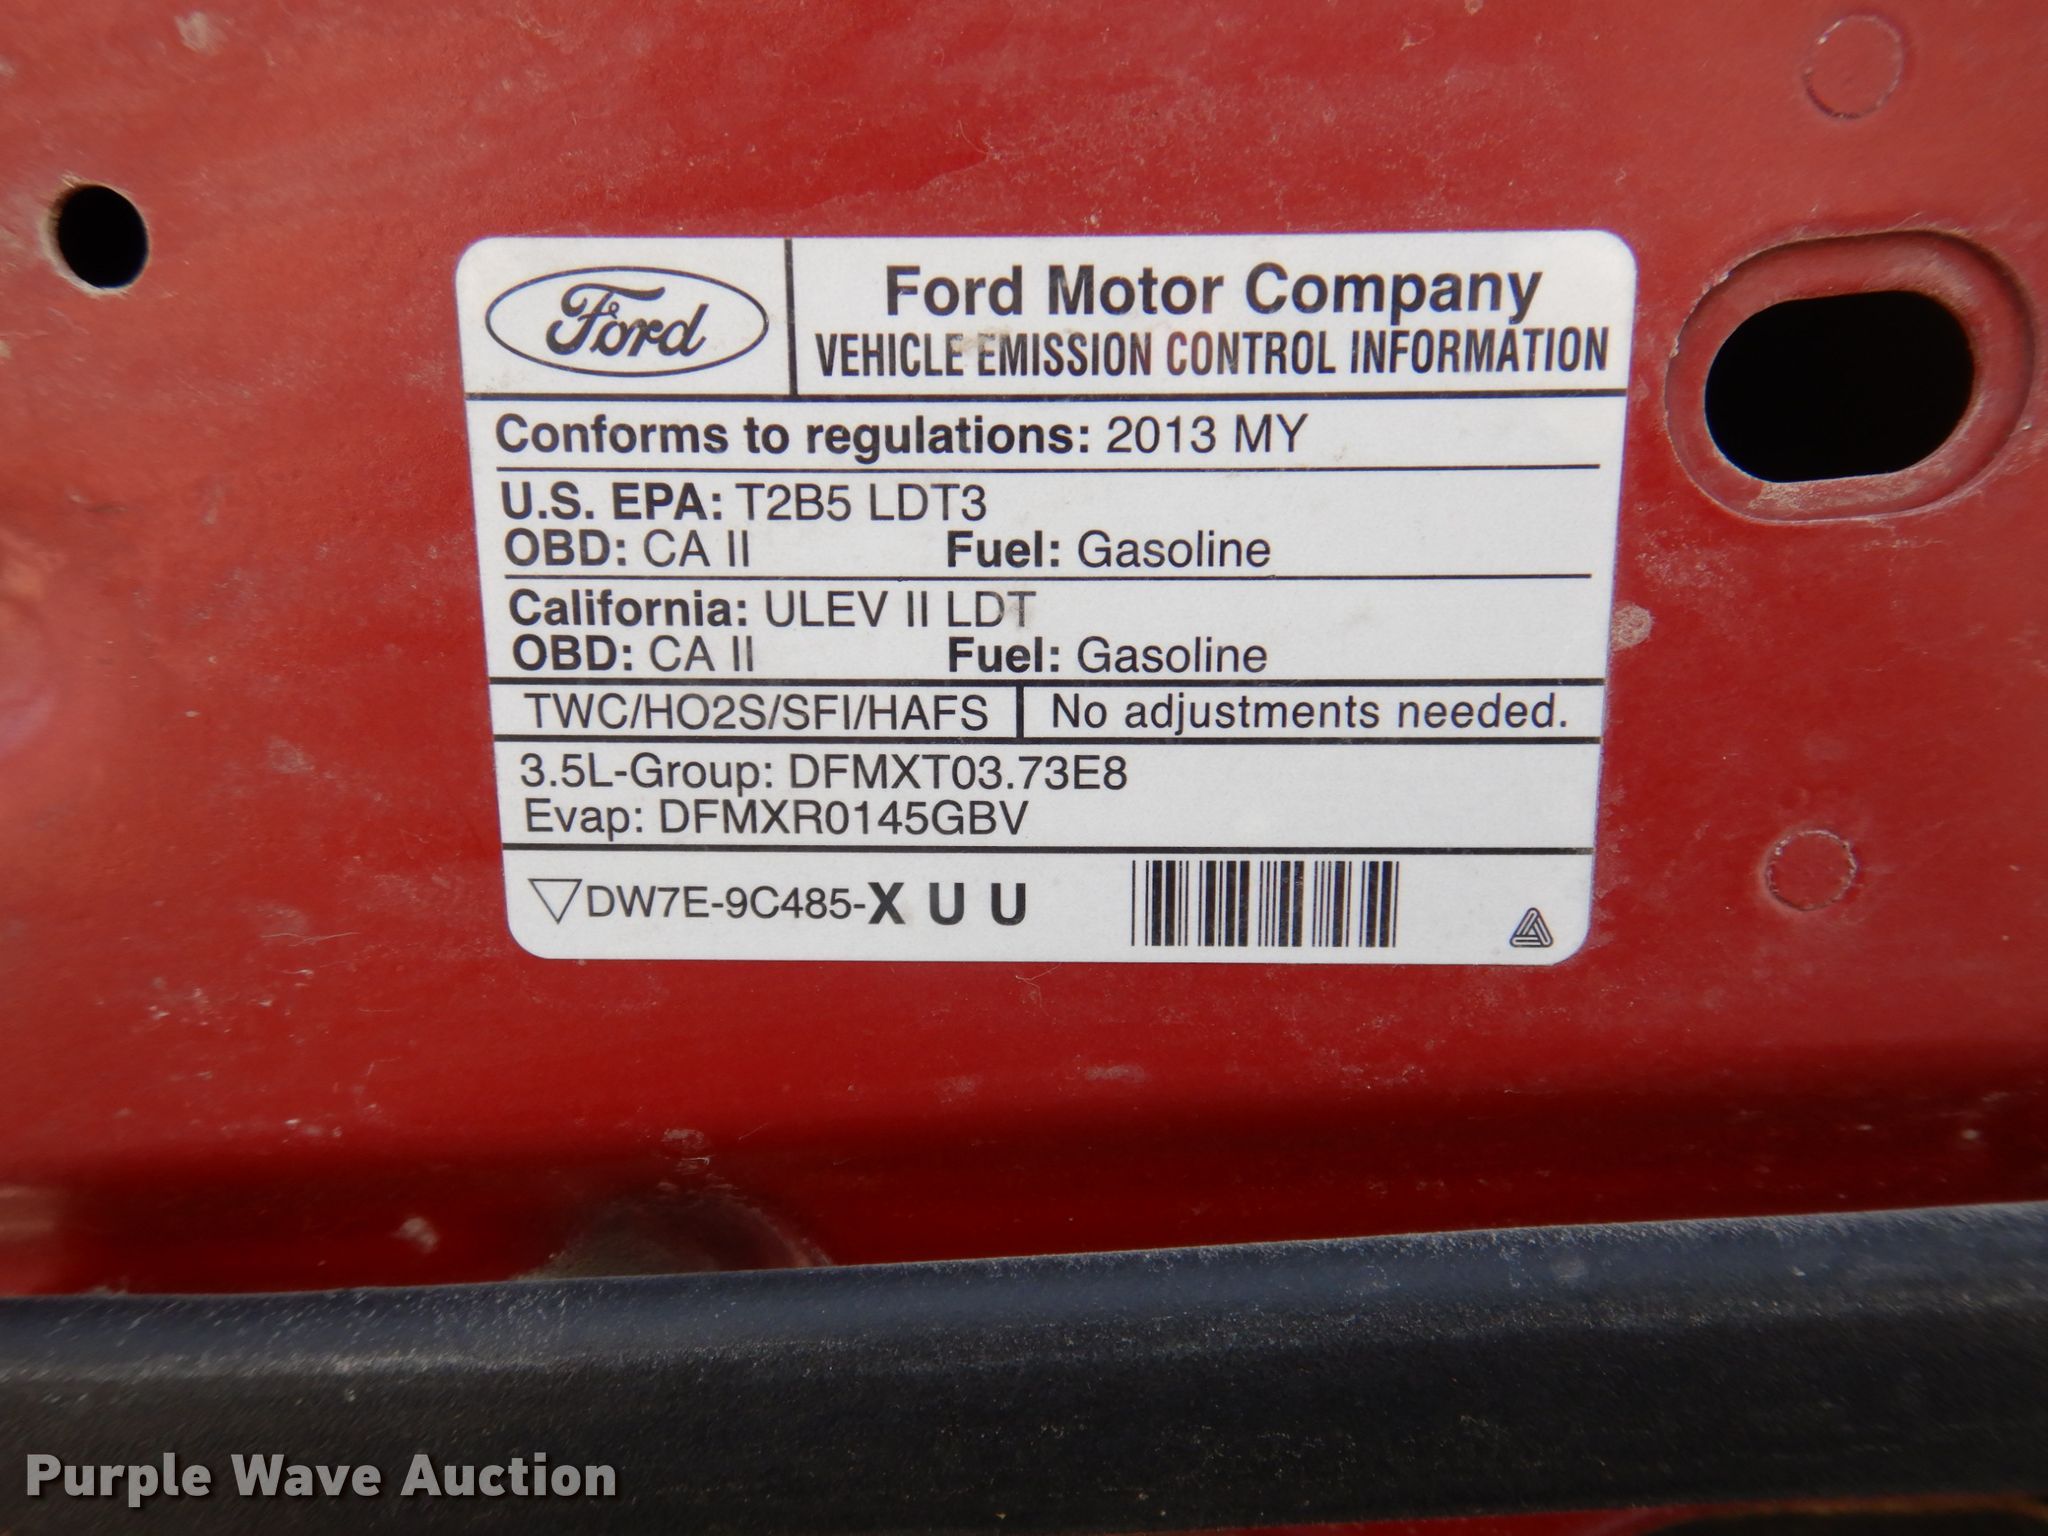 Ford
Ford Motor Company
VEHICLE EMISSION CONTROL INFORMATION
Conforms to regulations: 2013 MY
U.S. EPA: T2B5 LDT3
OBD: CA II Fuel: Gasoline
California: ULEV II LDT
OBD: CA II Fuel: Gasoline
TWC/HO2S/SFI/HAFS No adjustments needed.
3.5L-Group: DFMXT03.73E8
Evap: DFMXR0145GBV
DW7E-9C485-X U U
Purple Wave Auction